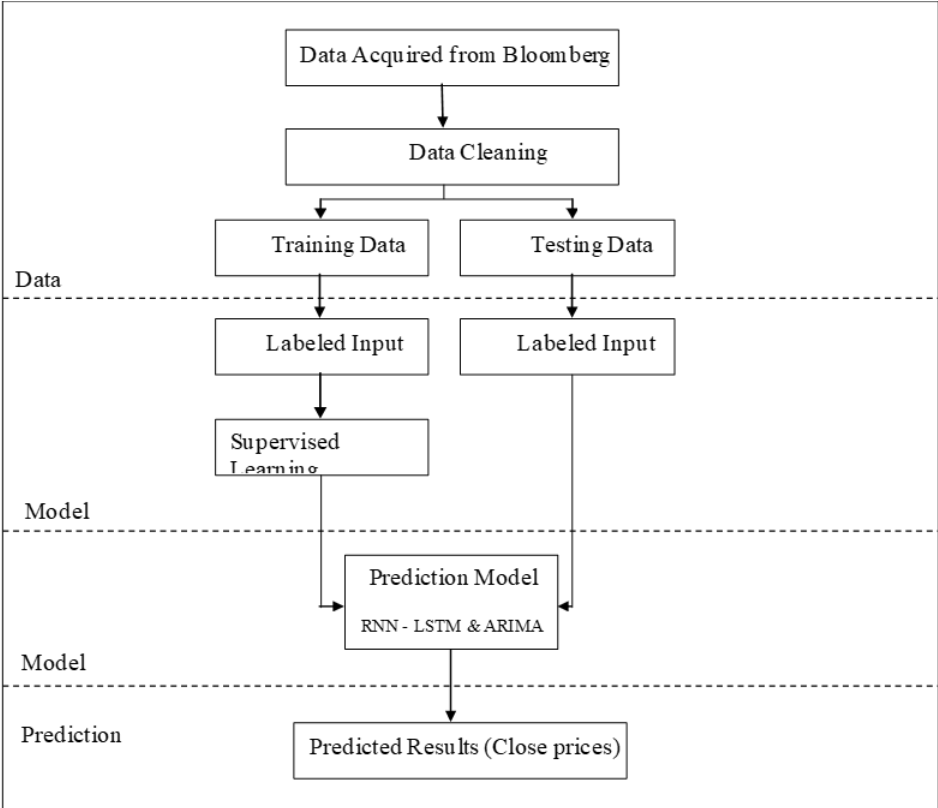 Data Acquired from Bloomberg
Data Cleaning
Training Data
Testing Data
Data
Labeled Input
Labeled Input
Supervised
Learning
Model
Prediction Model
RNN - LSTM & ARIMA
Model
Prediction
Predicted Results (Close prices)